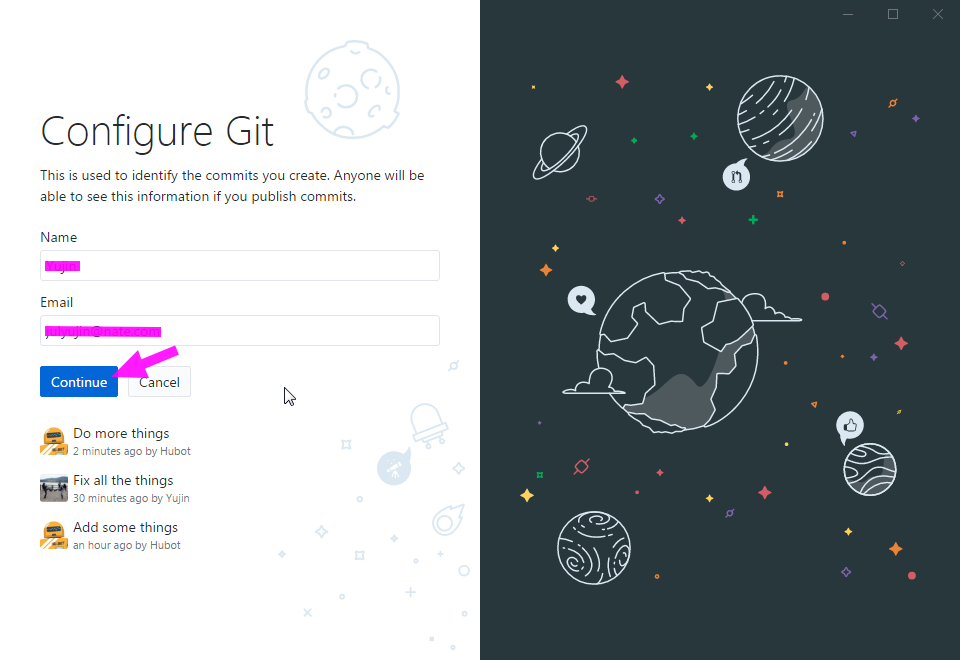 Configure Git
This is used to identify the commits you create. Anyone will be
able to see this information if you publish commits.
Name
Email
Continue
Cancel
Do more things
2 minutes ago by Hubot
Fix all the things
30 minutes ago by Yujin
Add some things
an hour ago by Hubot